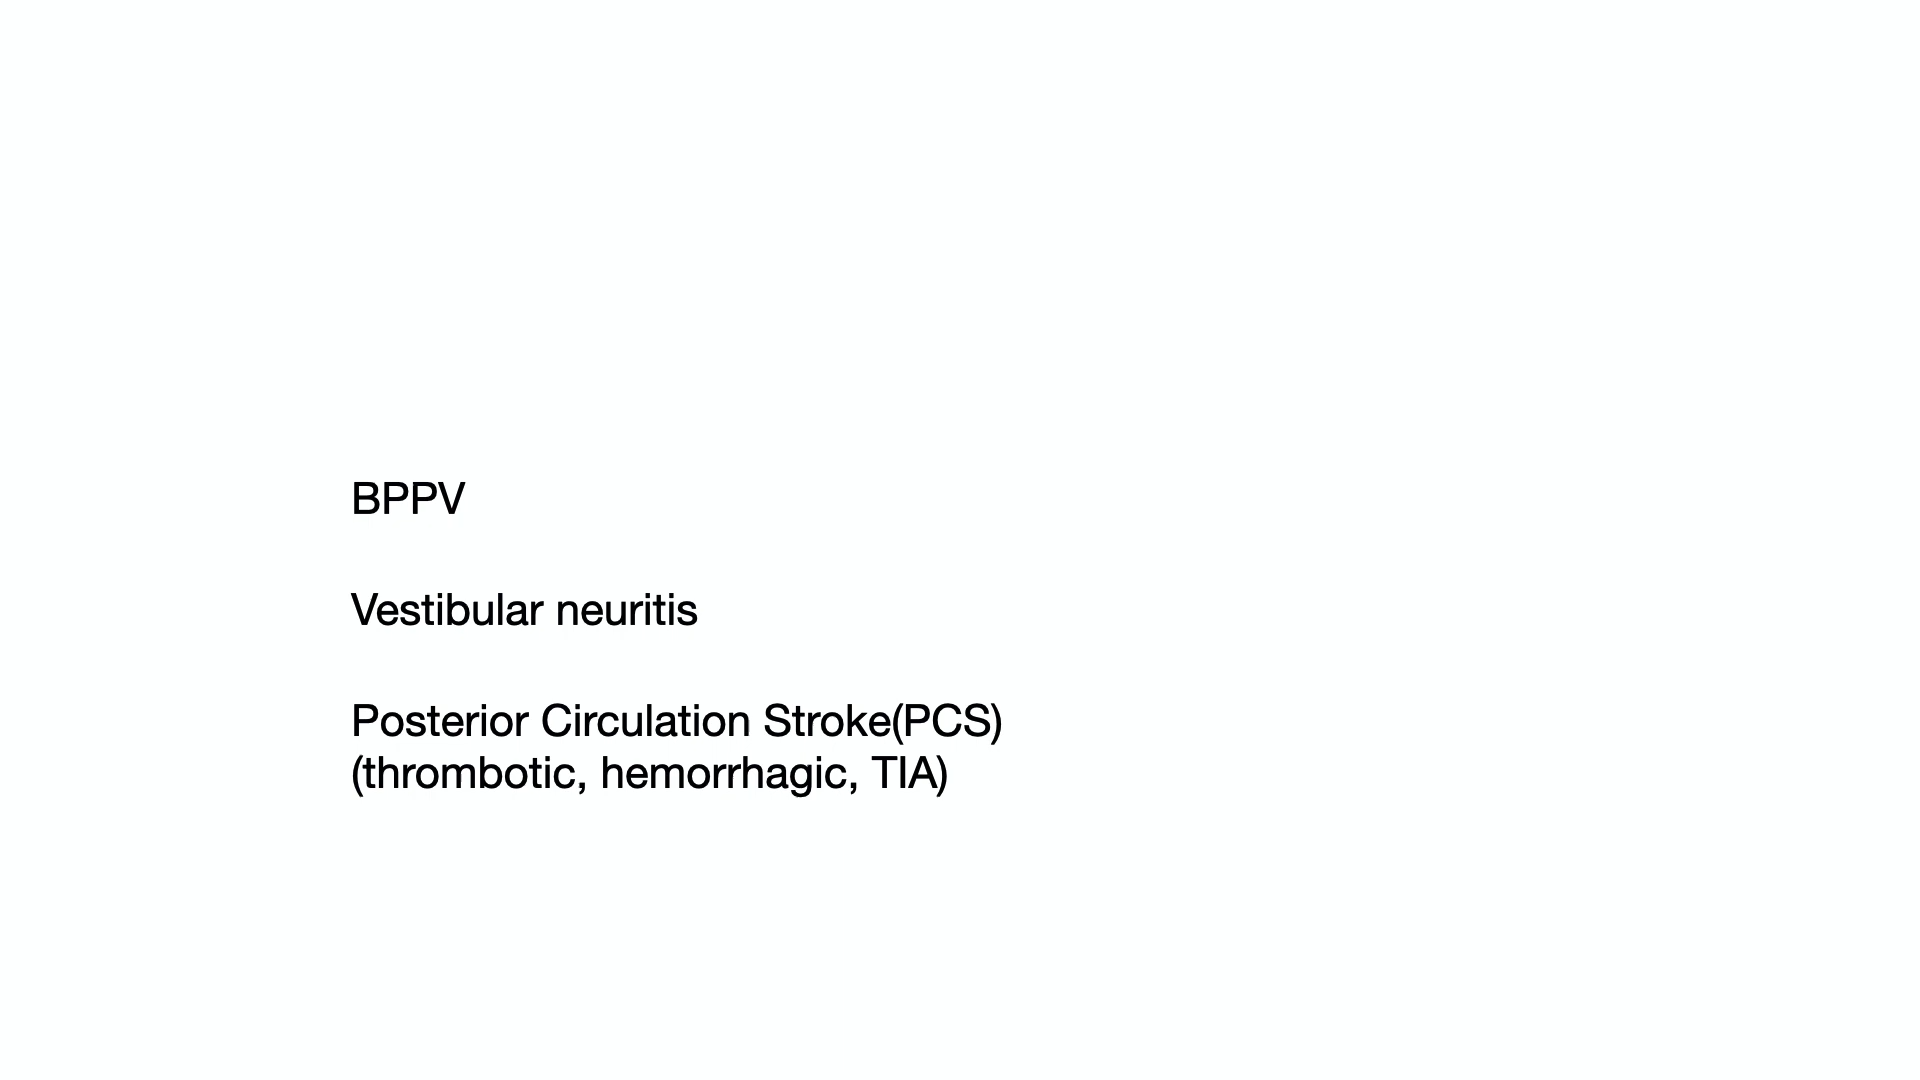 BPPV
Vestibular neuritis
Posterior Circulation Stroke(PCS)
(thrombotic, hemorrhagic, TIA)